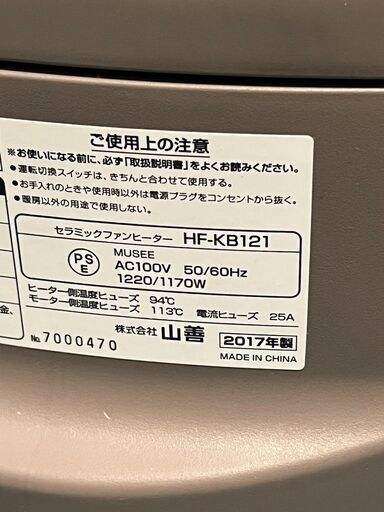 ご使用上の注意
※お使いになる前に、必ず「取扱説明書」をよくお読みください。
●運転切換スイッチは、きちんと合わせて使用する。
●お手入れのときや使用時以外は電源プラグをコンセントから抜く。
●暖房以外の用途で使用しない。
セラミックファンヒーター HF-KB121
PS
E
MUSEE
AC100V 50/60Hz
1220/1170W
ヒーター側温度ヒューズ 94℃
モーター側温度ヒューズ 113℃ 電流ヒューズ 25A
株式会社 山善 2017年製
№ 7000470
MADE IN CHINA
金、